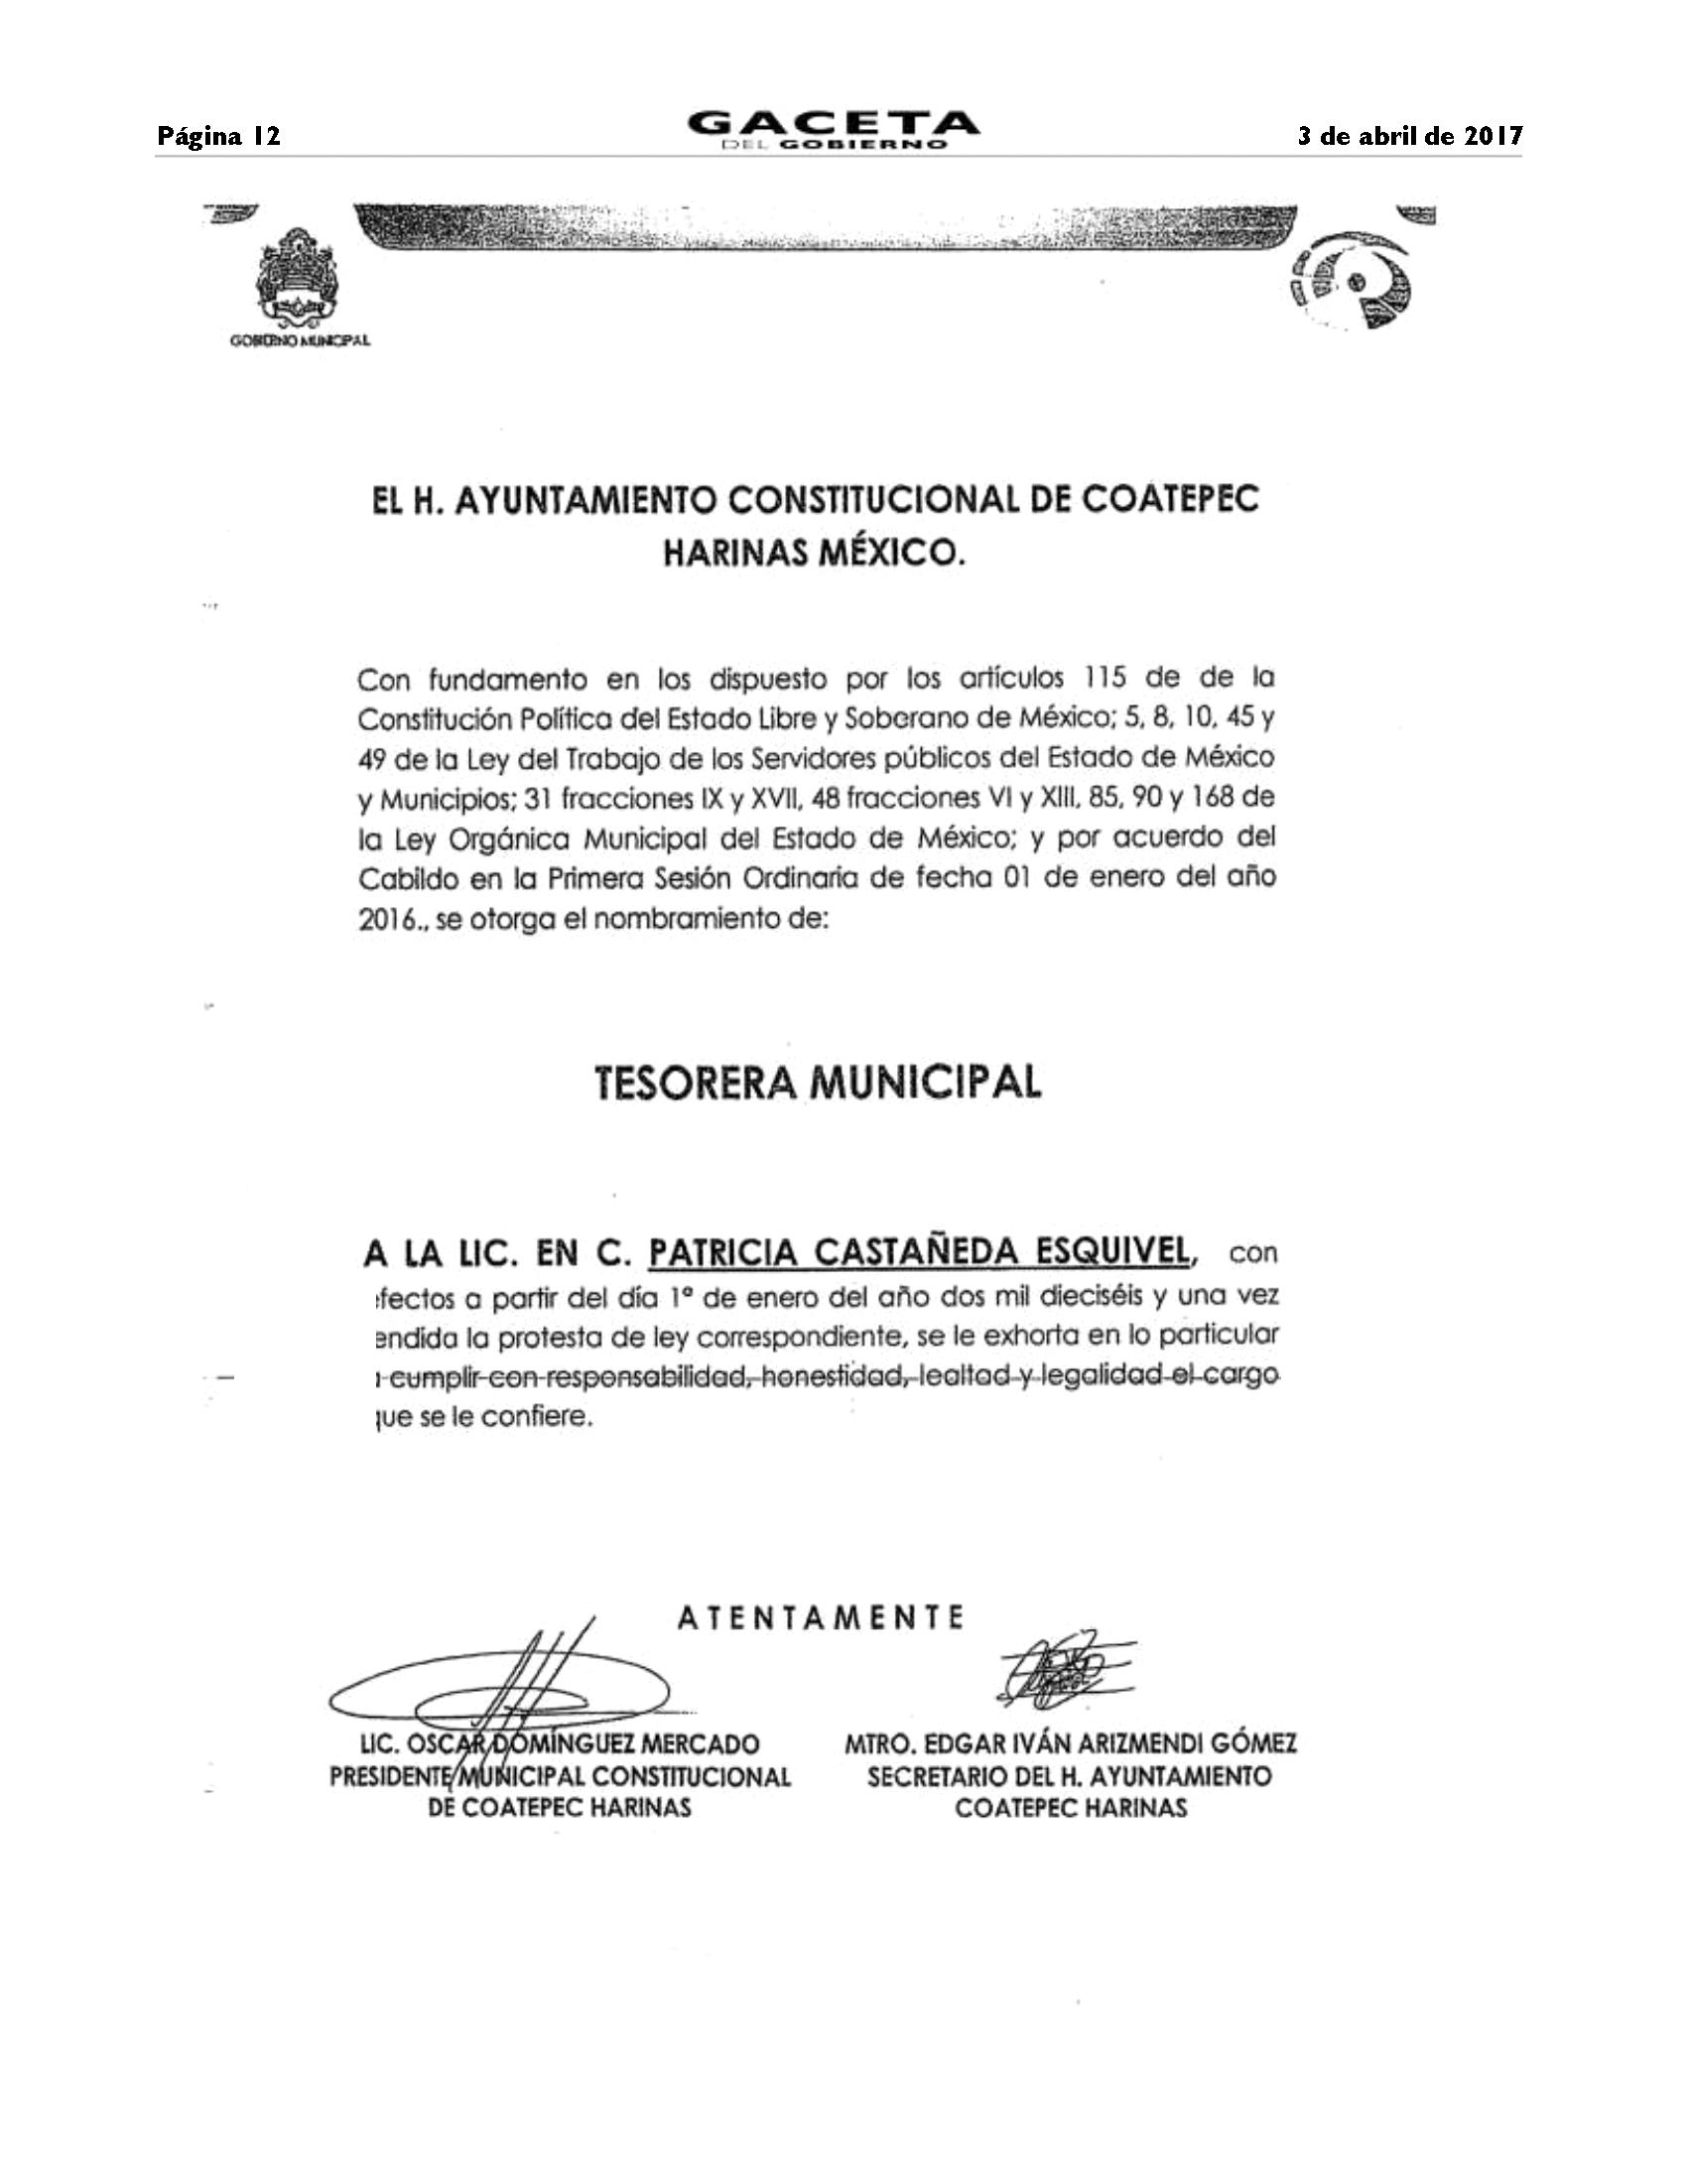 Página 12
GACETA
DEL GOBIERNO
3 de abril de 2017
GOBIERNO MUNICIPAL
EL H. AYUNTAMIENTO CONSTITUCIONAL DE COATEPEC
HARINAS MÉXICO.
Con fundamento en los dispuesto por los artículos 115 de de la
Constitución Política del Estado Libre y Soberano de México; 5, 8, 10, 45 y
49 de la Ley del Trabajo de los Servidores públicos del Estado de México
y Municipios; 31 fracciones IX y XVII, 48 fracciones VI y XIII, 85, 90 y 168 de
la Ley Orgánica Municipal del Estado de México; y por acuerdo del
Cabildo en la Primera Sesión Ordinaria de fecha 01 de enero del año
2016., se otorga el nombramiento de:
TESORERA MUNICIPAL
A LA LIC. EN C. PATRICIA CASTAÑEDA ESQUIVEL, con
fectos a partir del día 1º de enero del año dos mil dieciséis y una vez
endida la protesta de ley correspondiente, se le exhorta en lo particular
cumplir con responsabilidad, honestidad, lealtad y legalidad el cargo
que se le confiere.
ATENTAMENTE
LIC. OSCAR DOMÍNGUEZ MERCADO
PRESIDENTE MUNICIPAL CONSTITUCIONAL
DE COATEPEC HARINAS
MTRO. EDGAR IVÁN ARIZMENDI GÓMEZ
SECRETARIO DEL H. AYUNTAMIENTO
COATEPEC HARINAS